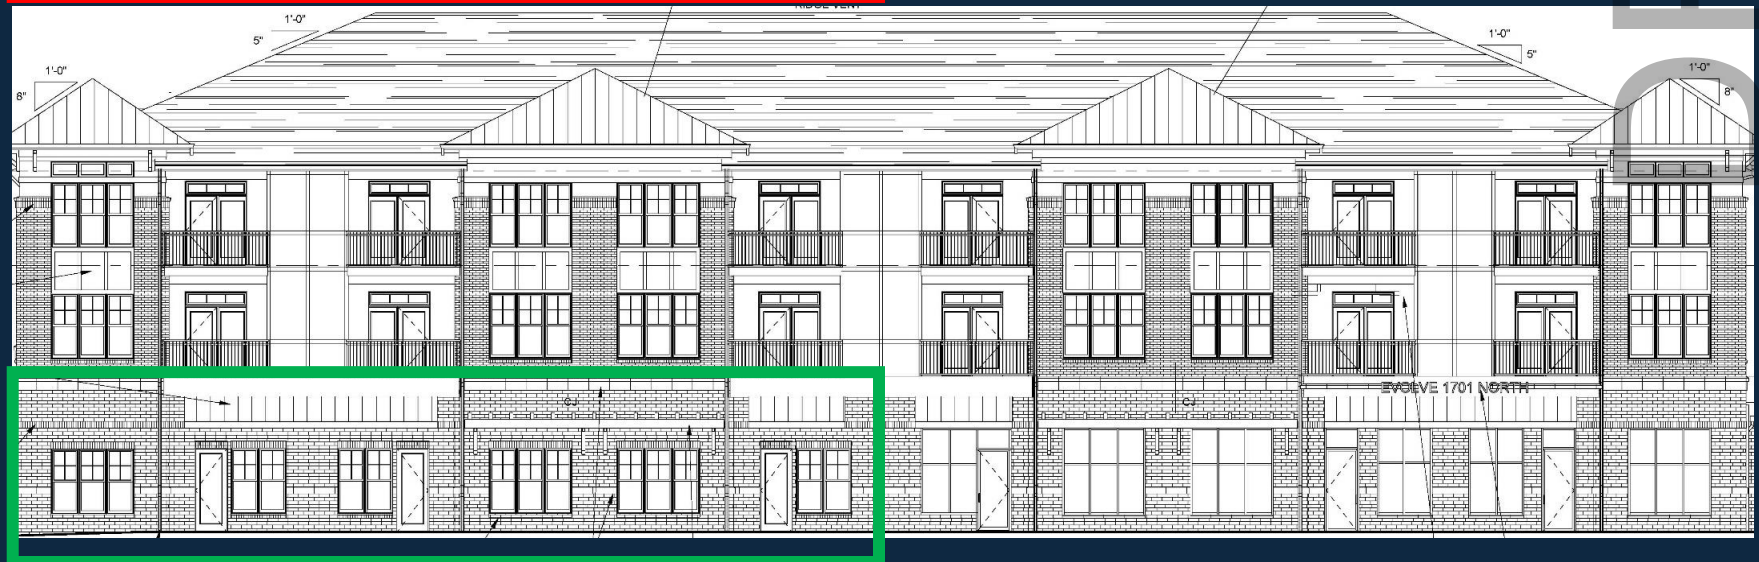 RIDGE VENT
1'-0"
5"
1'-0"
5"
1'-0"
8"
1'-0"
8"
EVOLVE 1701 NORTH
CJ
CJ